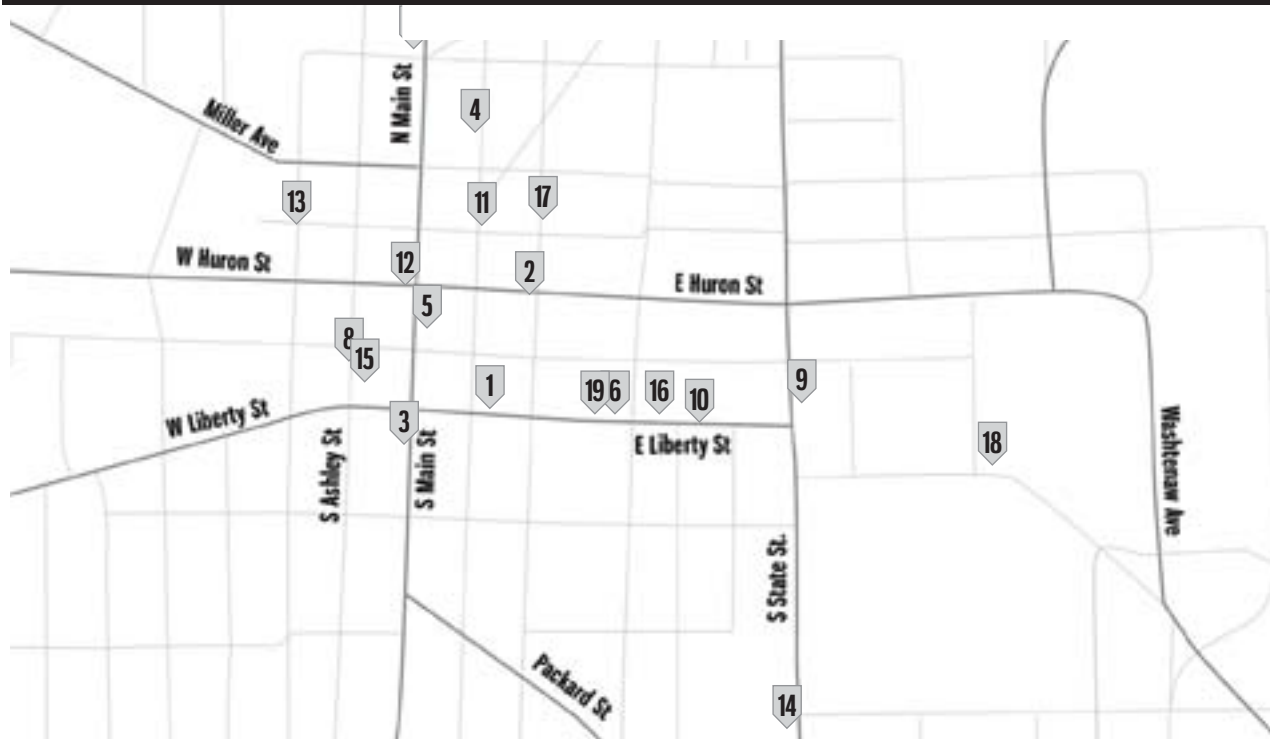 N Main St
4
Miller Ave
13
11
17
W Huron St
12
2
E Huron St
5
8
15
1
19
6
16
10
9
W Liberty St
3
E Liberty St
18
S Ashley St
S Main St
Washtenaw Ave
S State St.
Packard St
14